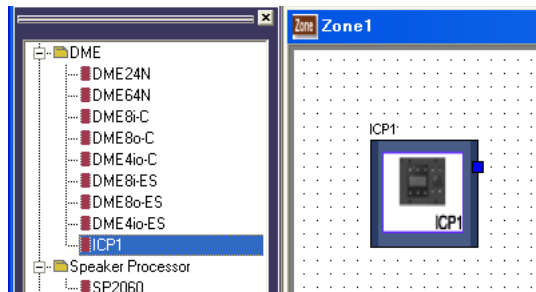 DME
DME24N
DME64N
DME8i-C
DME8o-C
DME4io-C
DME8i-ES
DME8o-ES
DME4io-ES
ICP1
Speaker Processor
SP2060
Zone Zone1
ICP1
ICP1